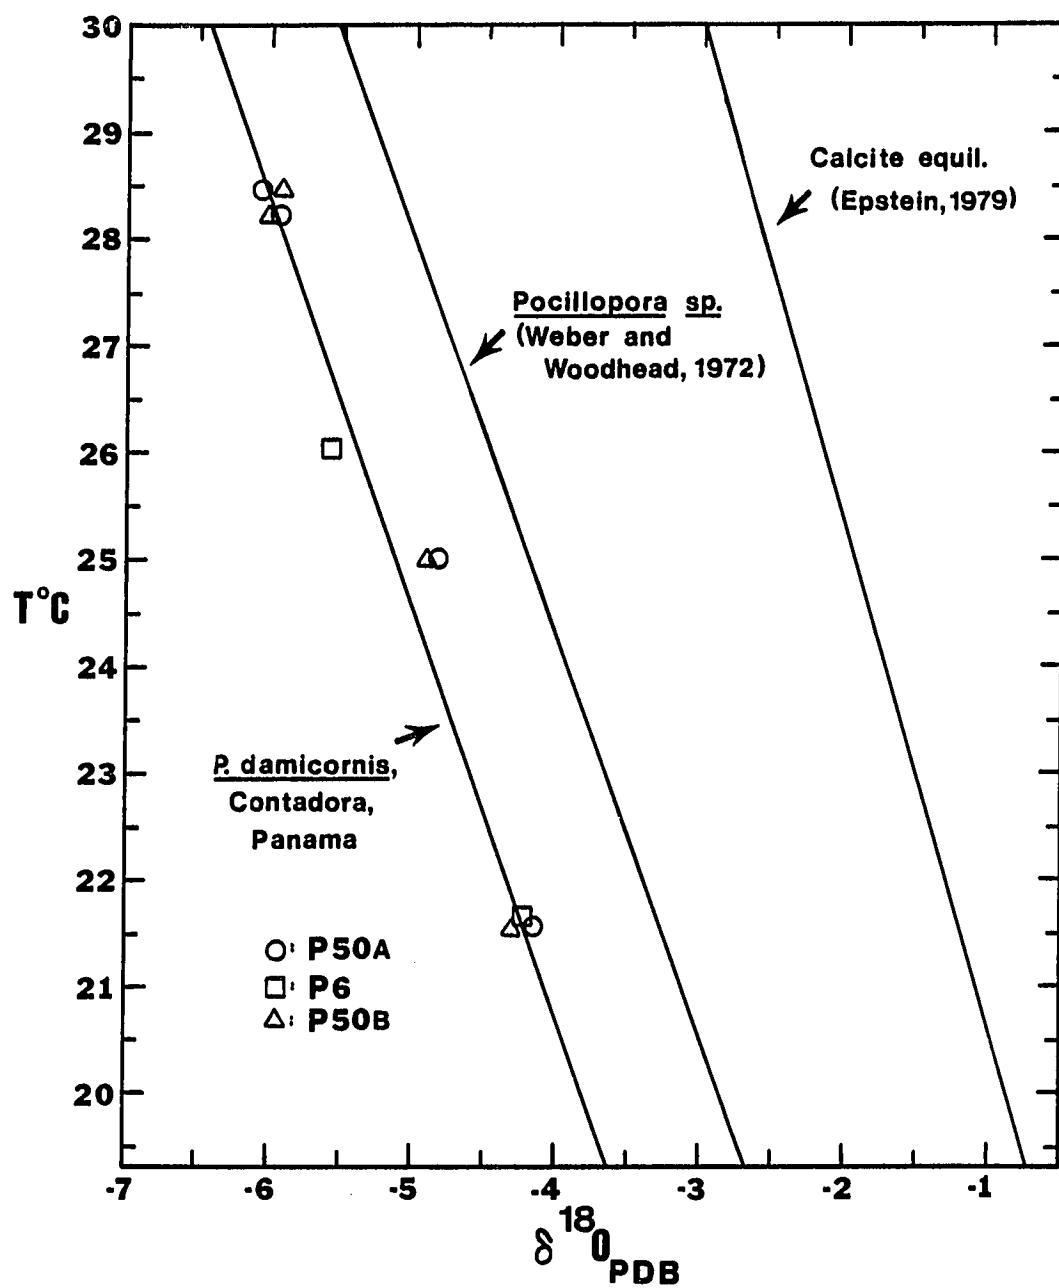 30
29
28
27
26
25
24
23
22
21
20
T°C
Calcite equil.
(Epstein, 1979)
Pocillopora sp.
(Weber and
Woodhead, 1972)
P. damicornis,
Contadora,
Panama
○: P50A
□: P6
△: P50B
-7 -6 -5 -4 -3 -2 -1
δ18OPDB